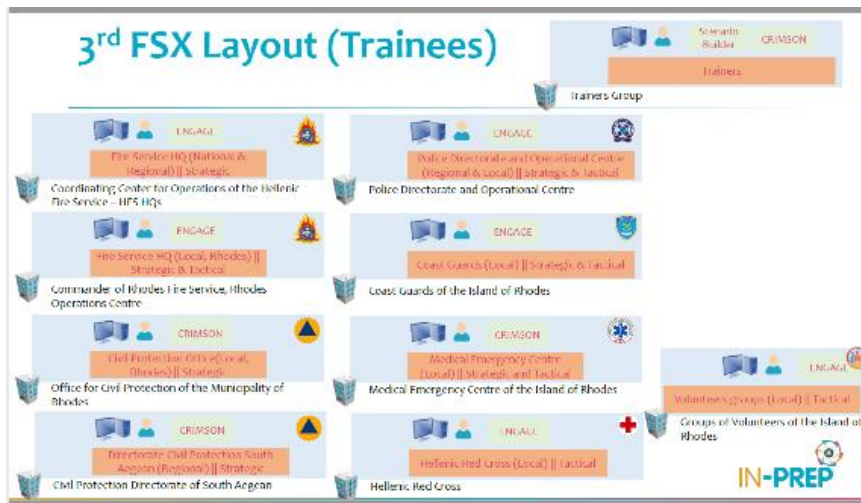 3rd FSX Layout (Trainees)
Scenario
Builder
CRIMSON
Trainers
Trainers Group
ENGAGE
Fire Service HQ (National &
Regional) || Strategic
Coordinating Center for Operations of the Hellenic
Fire Service – HFS HQs
ENGAGE
Police Directorate and Operational Centre
(Regional & Local) || Strategic & Tactical
Police Directorate and Operational Centre
ENGAGE
Fire Service HQ (Local, Rhodes) ||
Strategic & Tactical
Commander of Rhodes Fire Service, Rhodes
Operations Centre
ENGAGE
Coast Guards (Local) || Strategic & Tactical
Coast Guards of the Island of Rhodes
CRIMSON
Civil Protection Office(Local,
Rhodes) || Strategic
Office for Civil Protection of the Municipality of
Rhodes
CRIMSON
Medical Emergency Centre
(Local) || Strategic and Tactical
Medical Emergency Centre of the Island of Rhodes
ENGAGE
Volunteers groups (Local) || Tactical
Groups of Volunteers of the Island of
Rhodes
CRIMSON
Directorate Civil Protection South
Aegean (Regional) || Strategic
Civil Protection Directorate of South Aegean
ENGAGE
Hellenic Red Cross (Local) || Tactical
Hellenic Red Cross
IN-PREP